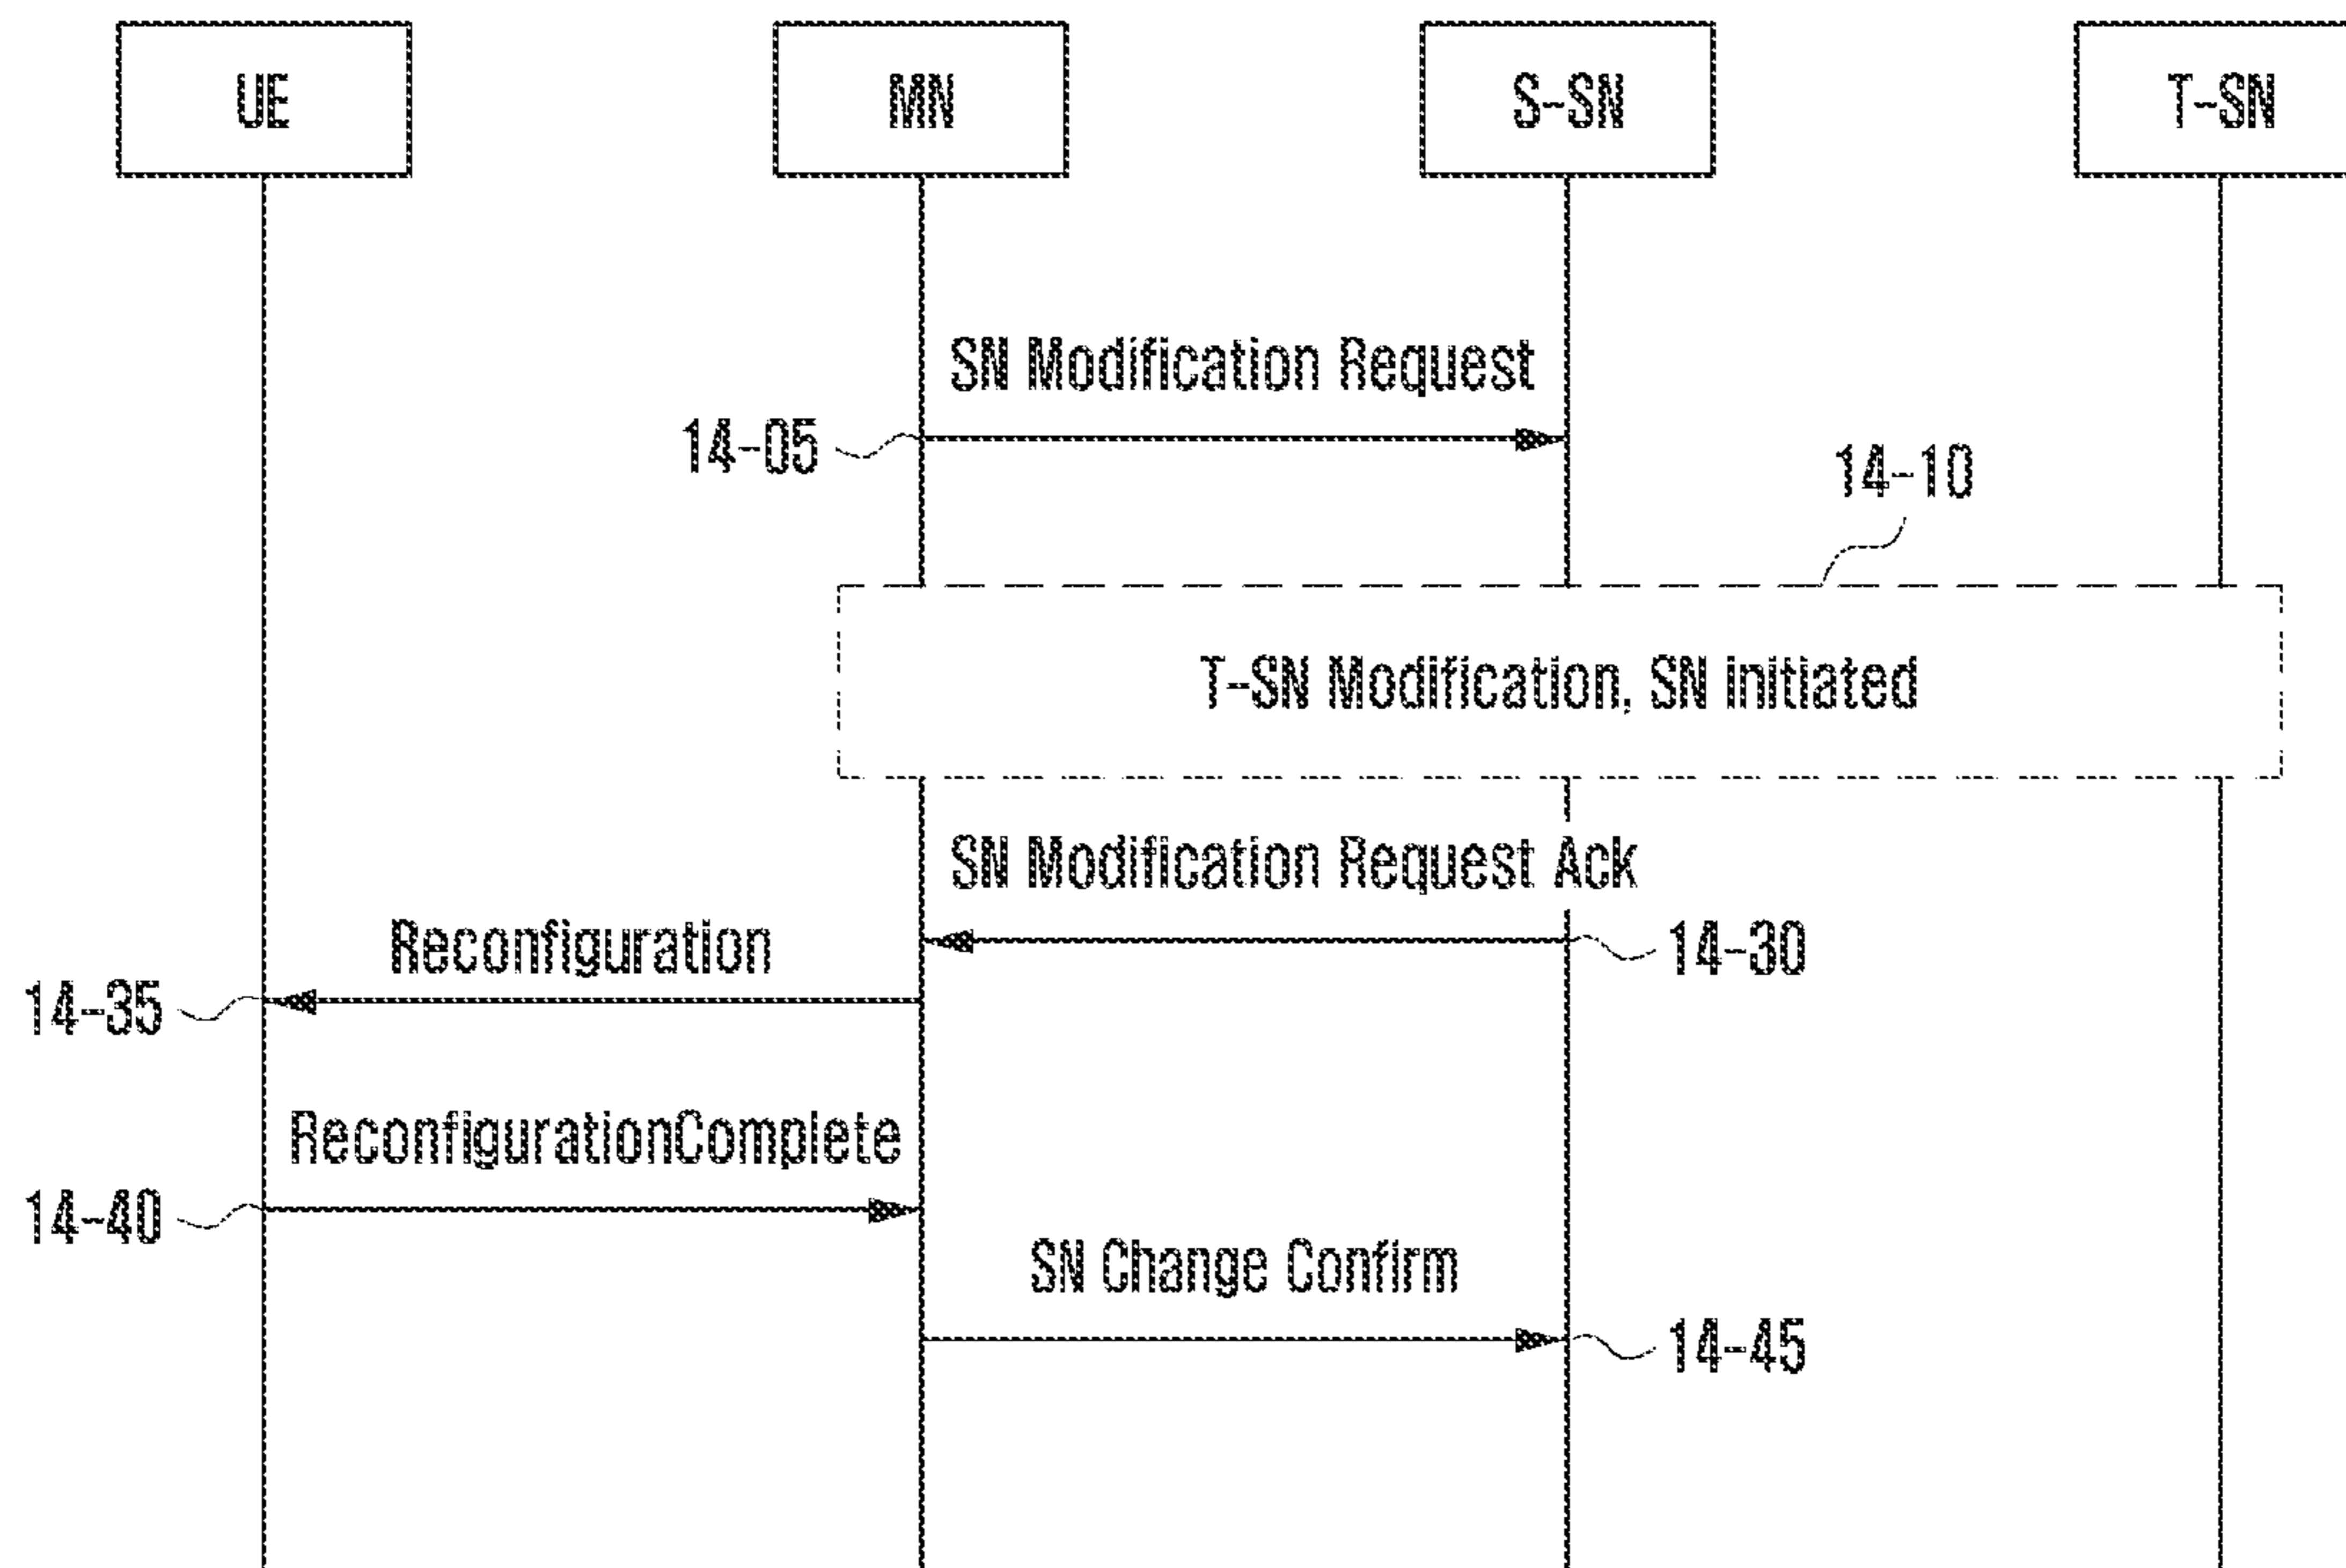 UE
MN
S-SN
T-SN
SN Modification Request
14-05
14-10
T-SN Modification, SN initiated
SN Modification Request Ack
14-30
Reconfiguration
14-35
ReconfigurationComplete
14-40
SN Change Confirm
14-45